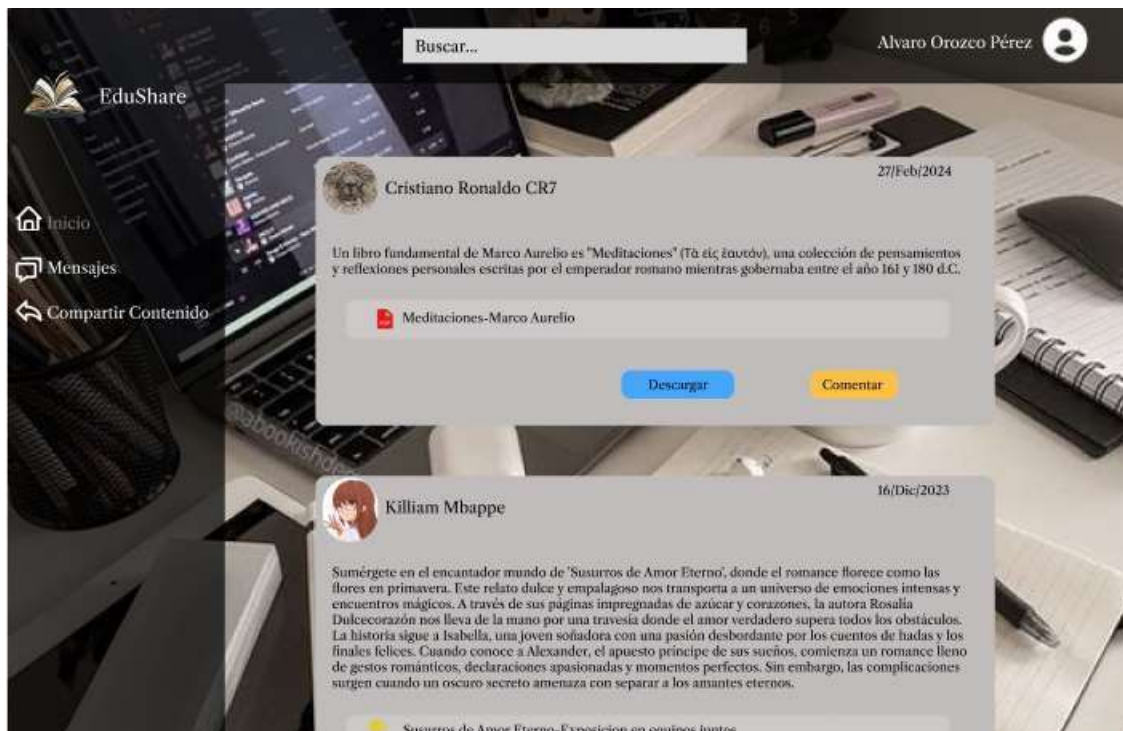 Buscar...
Alvaro Orozco Pérez
EduShare
Inicio
Mensajes
Compartir Contenido
Cristiano Ronaldo CR7
27/Feb/2024
Un libro fundamental de Marco Aurelio es "Meditaciones" (Τὰ εἰς ἑαυτόν), una colección de pensamientos
y reflexiones personales escritas por el emperador romano mientras gobernaba entre el año 161 y 180 d.C.
Meditaciones-Marco Aurelio
Descargar
Comentar
Killiam Mbappe
16/Dic/2023
Sumérgete en el encantador mundo de 'Susurros de Amor Eterno', donde el romance florece como las
flores en primavera. Este relato dulce y empalagoso nos transporta a un universo de emociones intensas y
encuentros mágicos. A través de sus páginas impregnadas de azúcar y corazones, la autora Rosalía
Dulcecorazón nos lleva de la mano por una travesía donde el amor verdadero supera todos los obstáculos.
La historia sigue a Isabella, una joven soñadora con una pasión desbordante por los cuentos de hadas y los
finales felices. Cuando conoce a Alexander, el apuesto príncipe de sus sueños, comienza un romance lleno
de gestos románticos, declaraciones apasionadas y momentos perfectos. Sin embargo, las complicaciones
surgen cuando un oscuro secreto amenaza con separar a los amantes eternos.
Susurros de Amor Eterno-Exposicion en equipos juntos